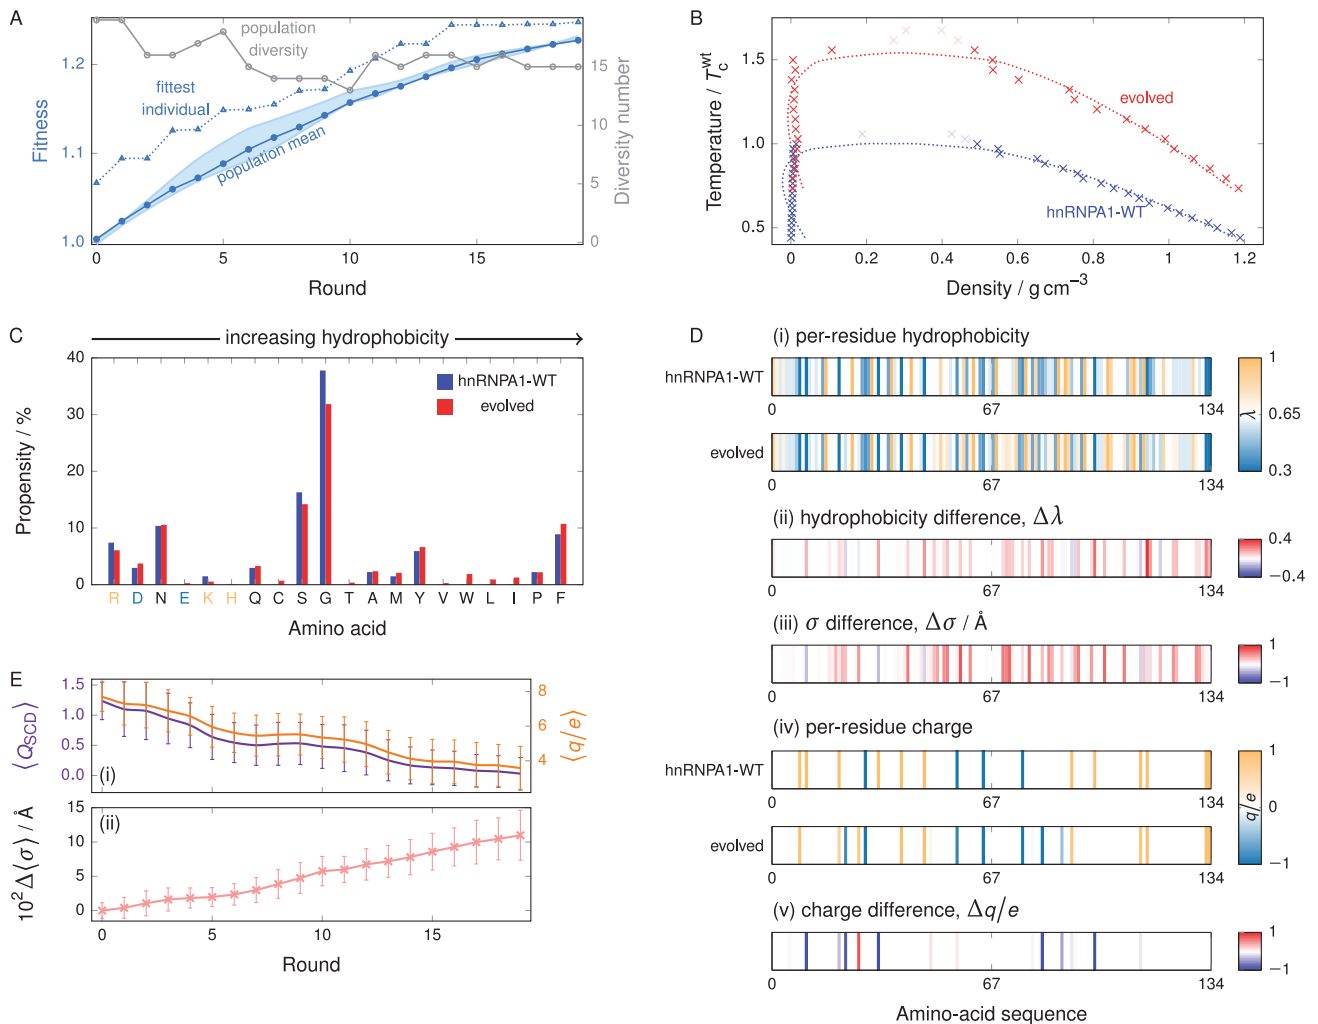 A
1.2
1.1
1.0
Fitness
population
diversity
fittest
individual
population mean
15
10
5
0
Diversity number
0
5
10
15
Round
B
1.5
1.0
0.5
Temperature / T_c^wt
evolved
hnRNPA1-WT
0
0.2
0.4
0.6
0.8
1
1.2
Density / g cm⁻³
C
increasing hydrophobicity
40
30
20
10
0
Propensity / %
hnRNPA1-WT
evolved
R D N E K H Q C S G T A M Y V W L I P F
Amino acid
D
(i) per-residue hydrophobicity
hnRNPA1-WT
0 67 134
evolved
0 67 134
1
λ 0.65
0.3
(ii) hydrophobicity difference, Δλ
0 67 134
0.4
−0.4
(iii) σ difference, Δσ / Å
0 67 134
1
−1
(iv) per-residue charge
hnRNPA1-WT
0 67 134
evolved
0 67 134
1
q/e 0
−1
(v) charge difference, Δq/e
0 67 134
1
−1
Amino-acid sequence
E
1.5
1.0
0.5
0.0
⟨Q_SCD⟩
(i)
8
6
4
⟨q/e⟩
15
10
5
0
10² Δ⟨σ⟩ / Å
(ii)
0
5
10
15
Round